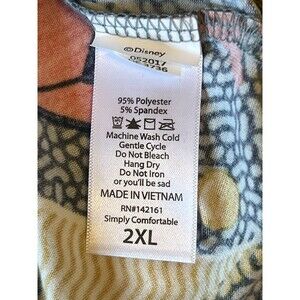 ©Disney
052017
95% Polyester
5% Spandex
Machine Wash Cold
Gentle Cycle
Do Not Bleach
Hang Dry
Do Not Iron
or you'll be sad
MADE IN VIETNAM
RN#142161
Simply Comfortable
2XL